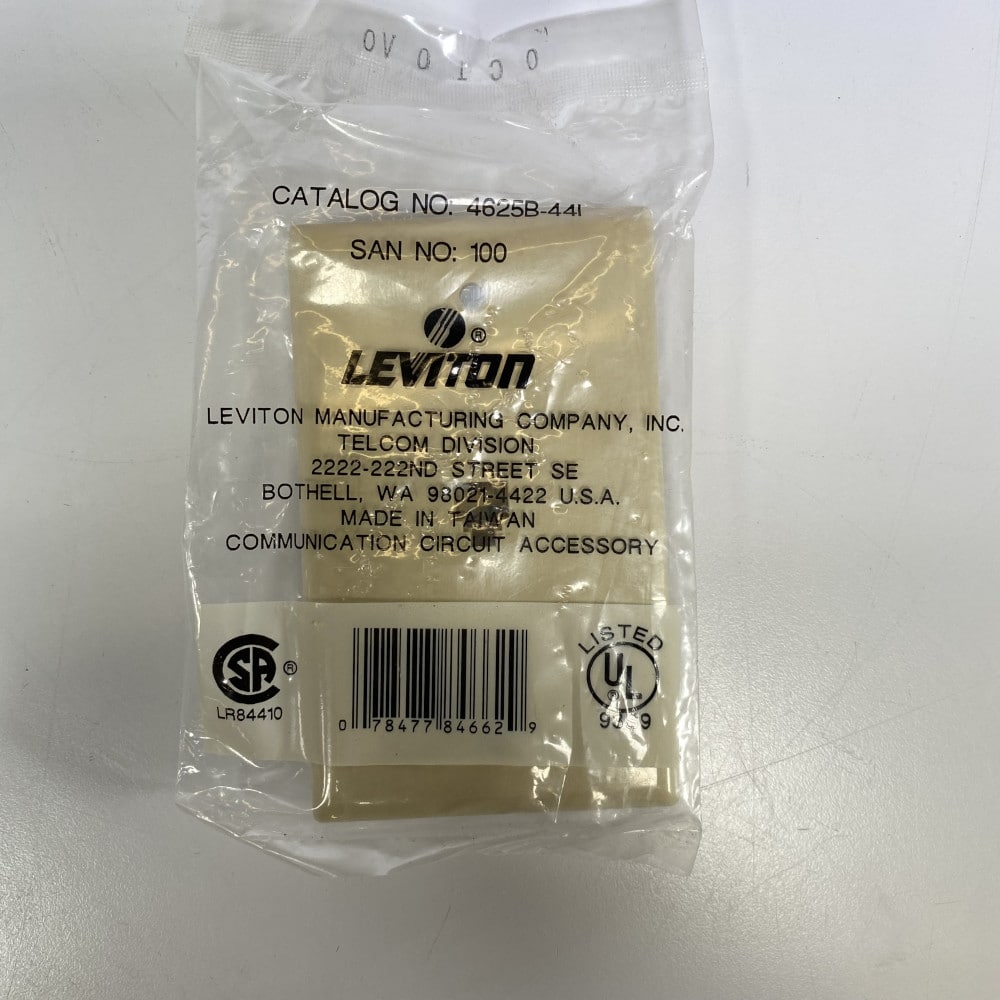 CATALOG NO: 4625B-44I
SAN NO: 100
®
LEVITON
LEVITON MANUFACTURING COMPANY, INC.
TELCOM DIVISION
2222-222ND STREET SE
BOTHELL, WA 98021-4422 U.S.A.
MADE IN TAIWAN
COMMUNICATION CIRCUIT ACCESSORY
SA ®
LR84410
0 78477 84662 9
LISTED
UL ®